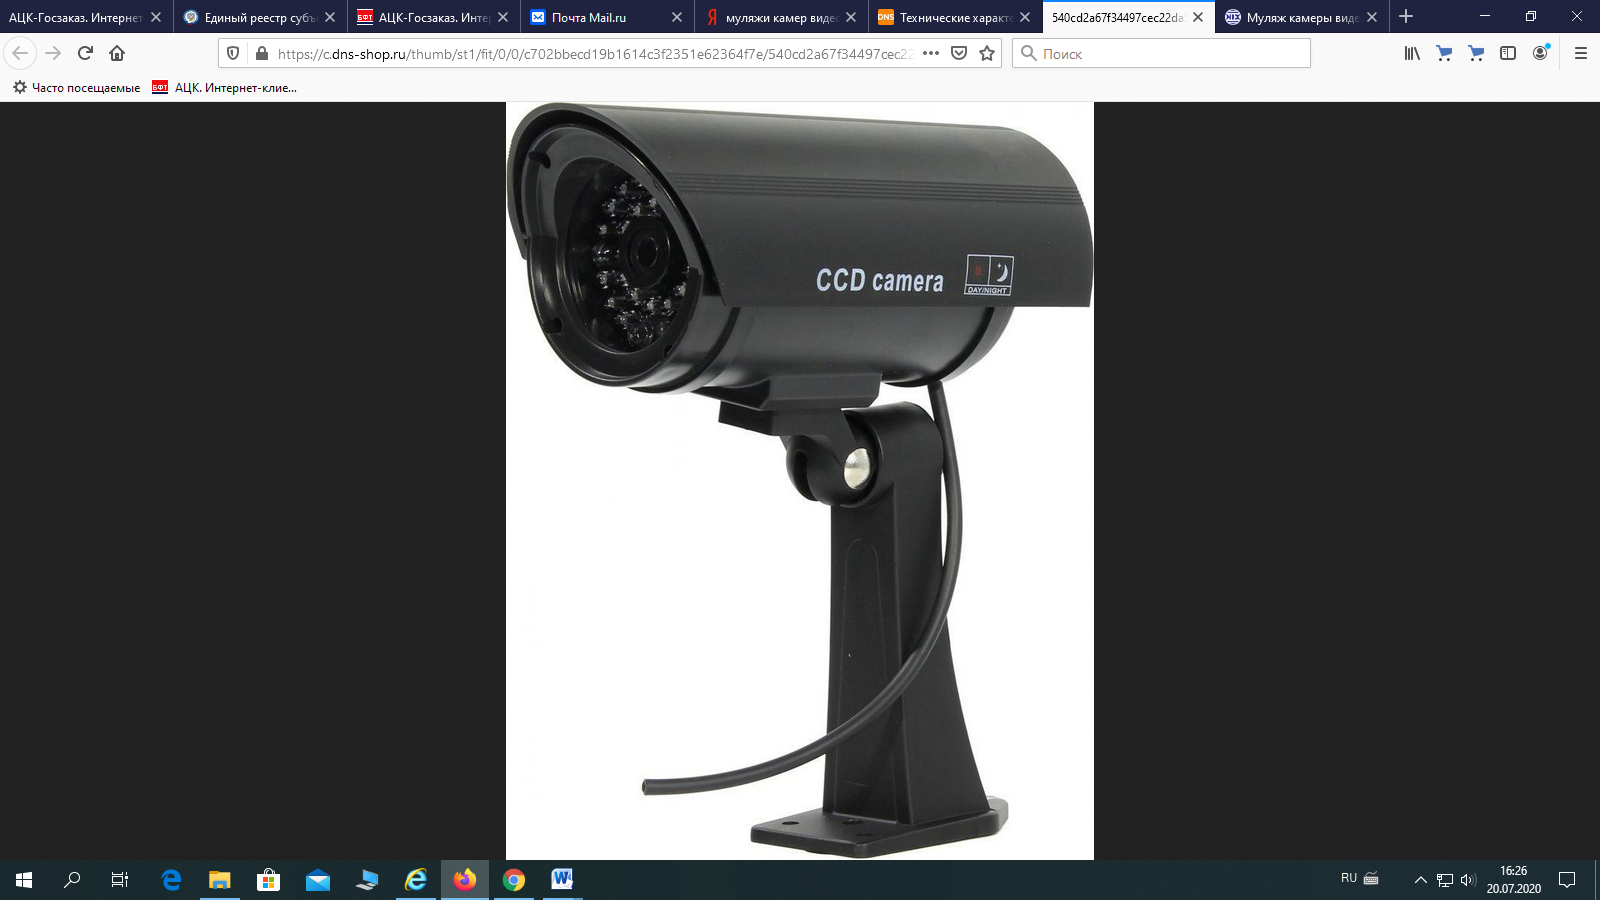 АЦК-Госзаказ. Интернет
Единый реестр субъ
АЦК-Госзаказ. Инте
Почта Mail.ru
муляжи камер видео
Технические характе
540cd2a67f34497cec22da
Муляж камеры виде
https://c.dns-shop.ru/thumb/st1/fit/0/0/c702bbecd19b1614c3f2351e62364f7e/540cd2a67f34497cec22
Поиск
Часто посещаемые
БФТ
АЦК. Интернет-клие...
CCD camera
DAY/NIGHT
RU
16:26
20.07.2020